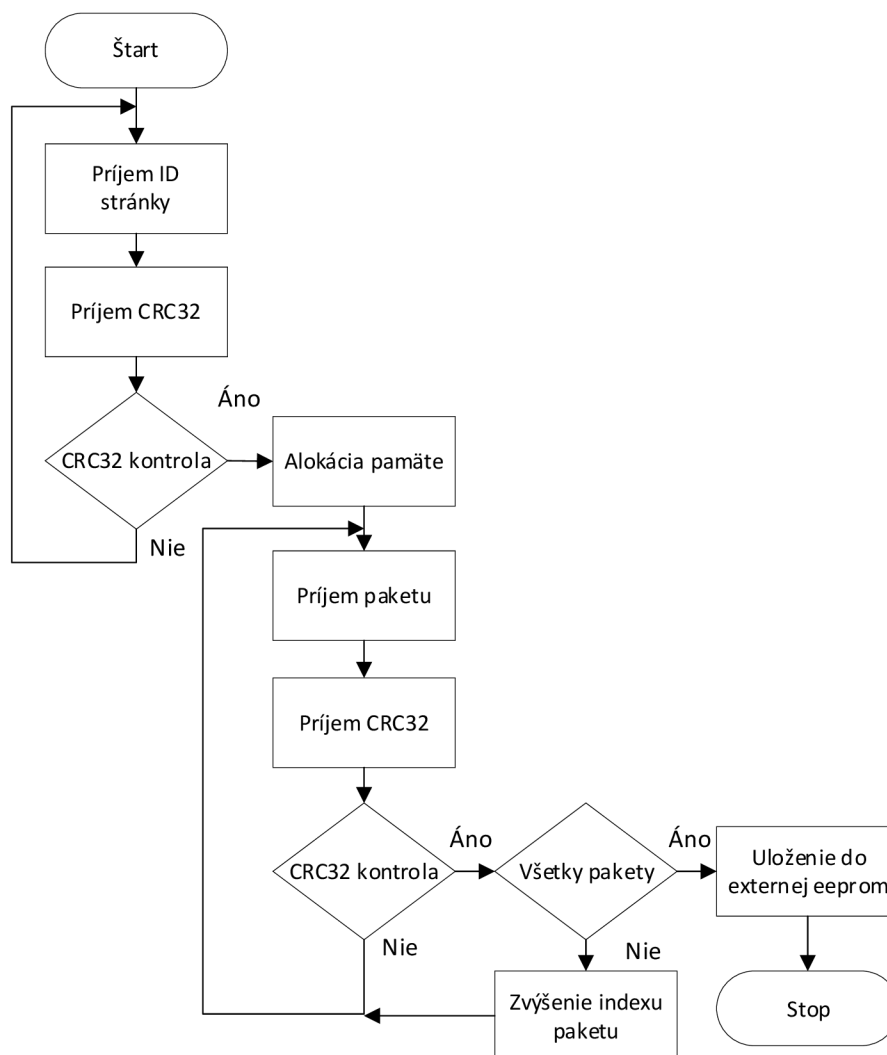 Štart
Príjem ID
stránky
Príjem CRC32
CRC32 kontrola
Áno
Nie
Alokácia pamäte
Príjem paketu
Príjem CRC32
CRC32 kontrola
Áno
Nie
Všetky pakety
Áno
Nie
Uloženie do
externej eeprom
Zvýšenie indexu
paketu
Stop